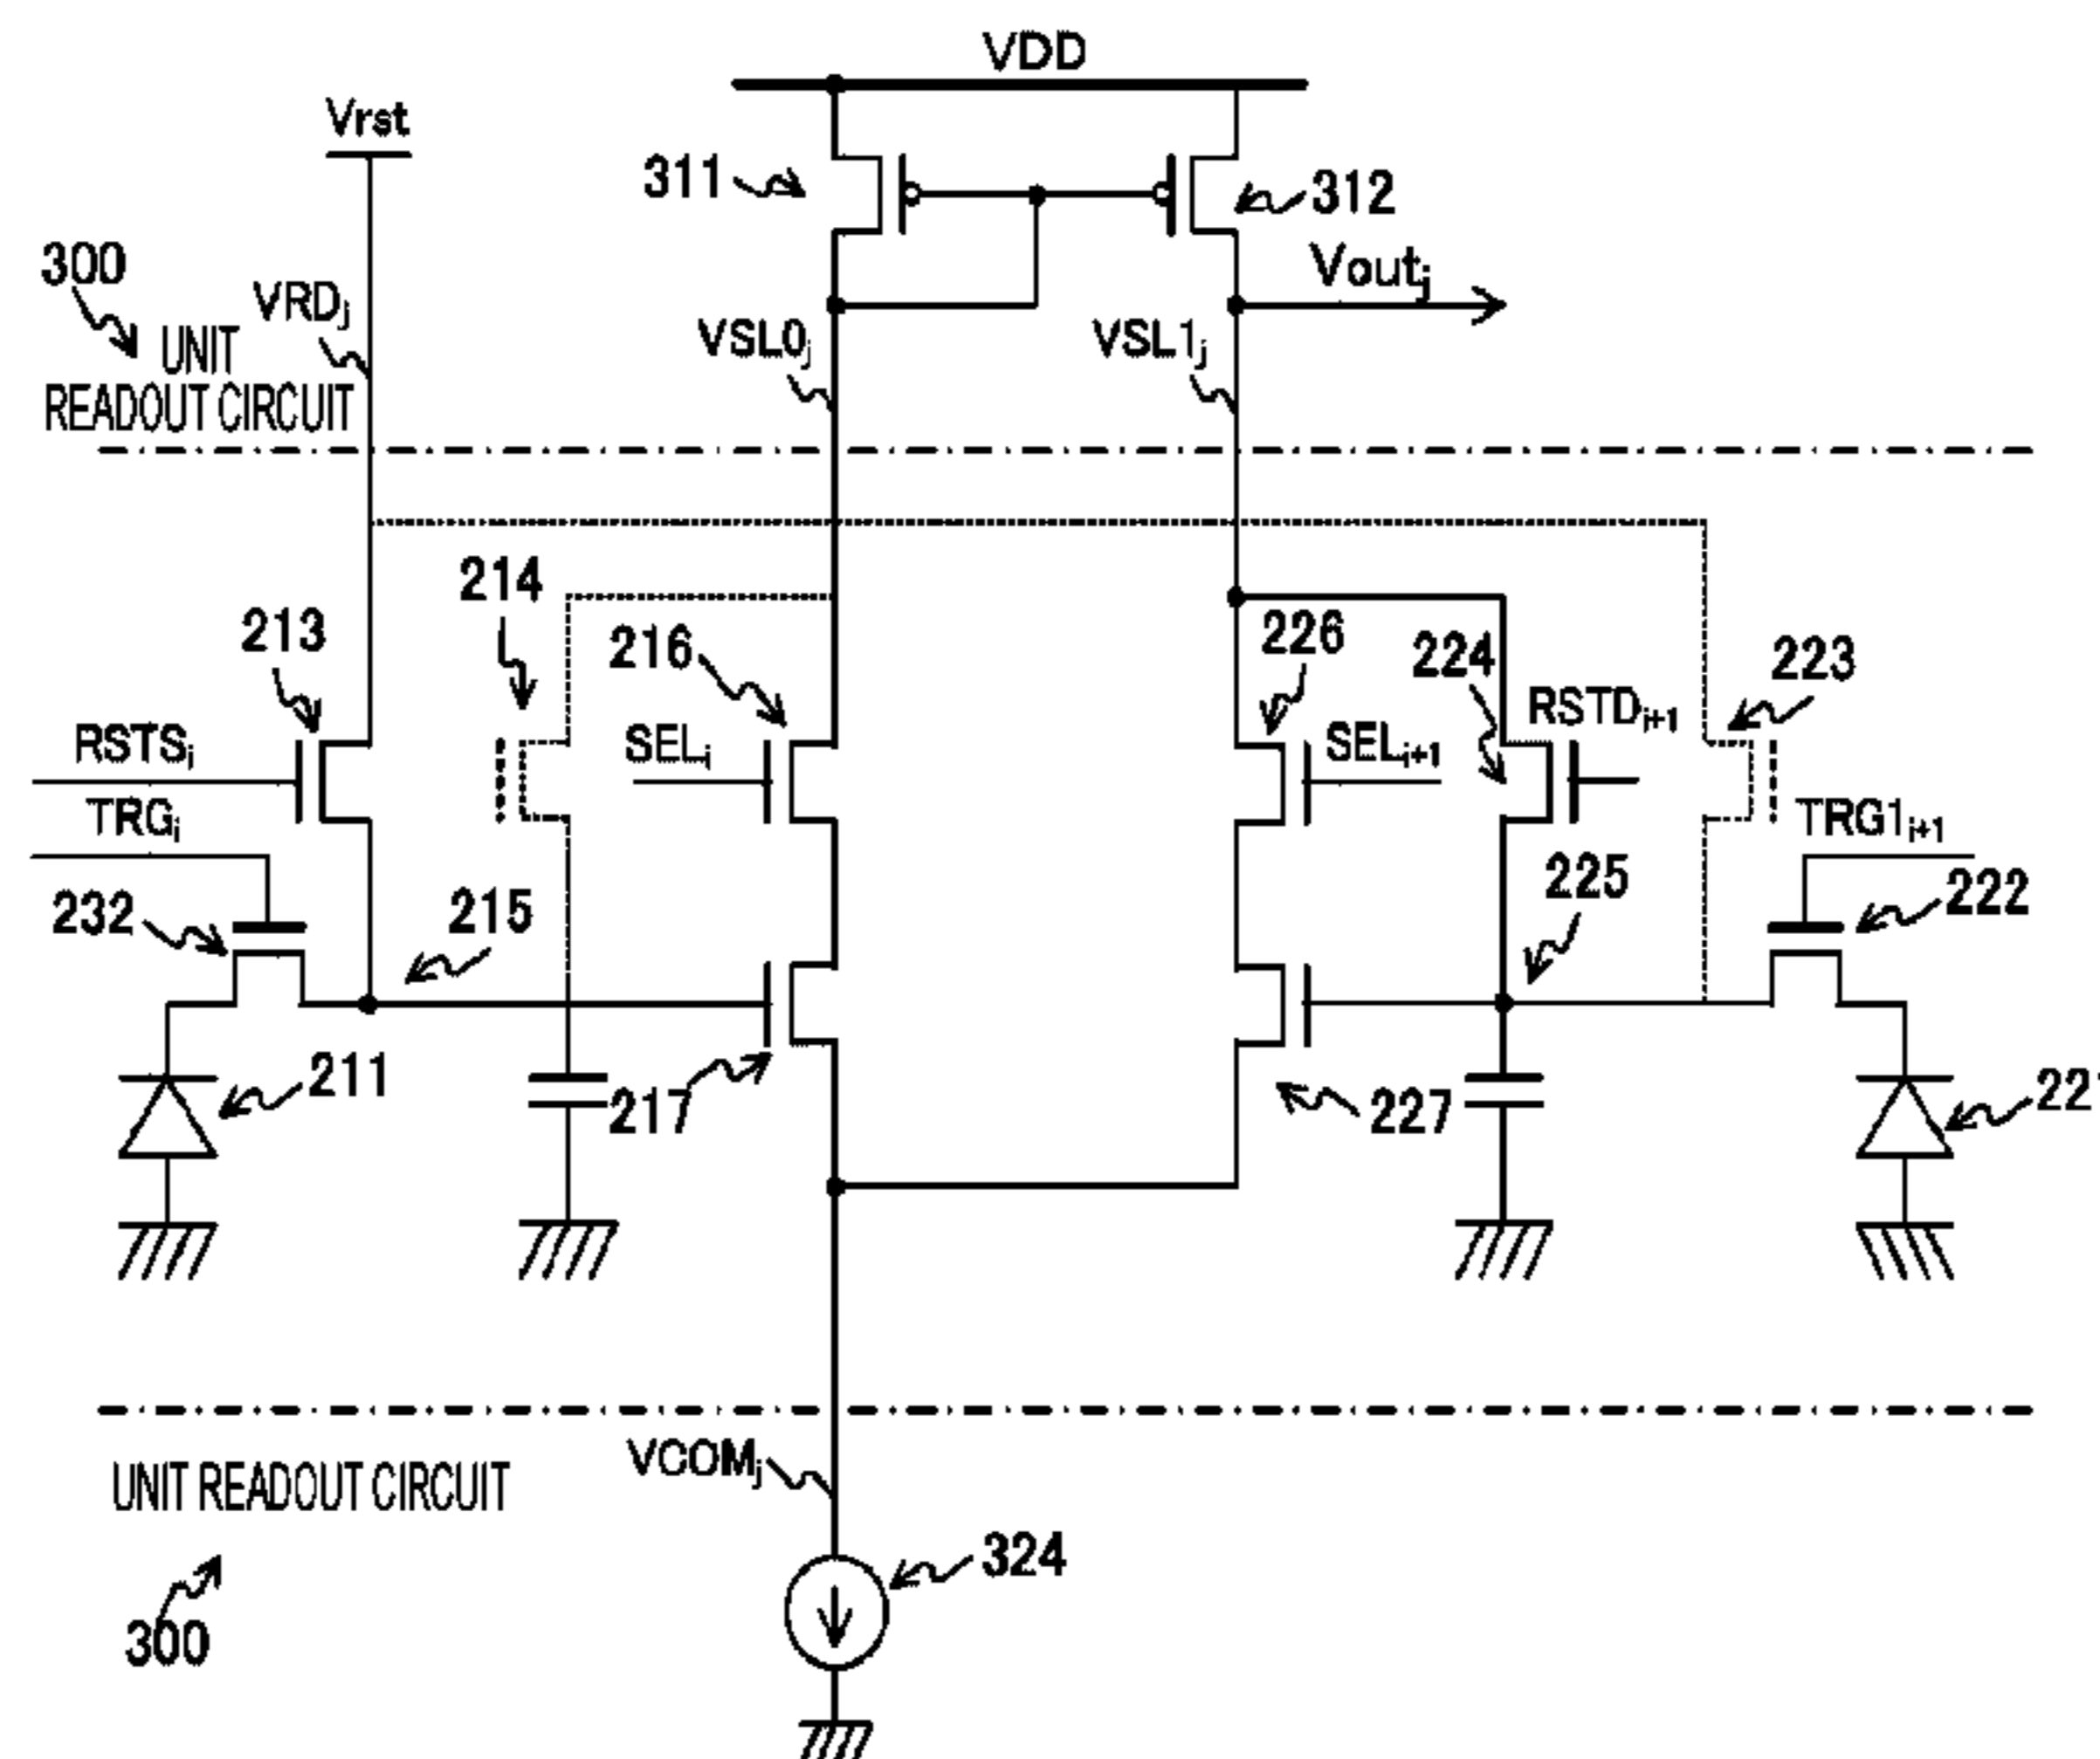 VDD
Vrst
311
312
300
VRDj
Voutj
UNIT
READOUT CIRCUIT
VSL0j
VSL1j
214
213
216
226
224
223
RSTSi
SELi
SELi+1
RSTDi+1
TRGi
TRG1i+1
232
215
225
222
211
217
227
221
VCOMj
UNIT READOUT CIRCUIT
324
300